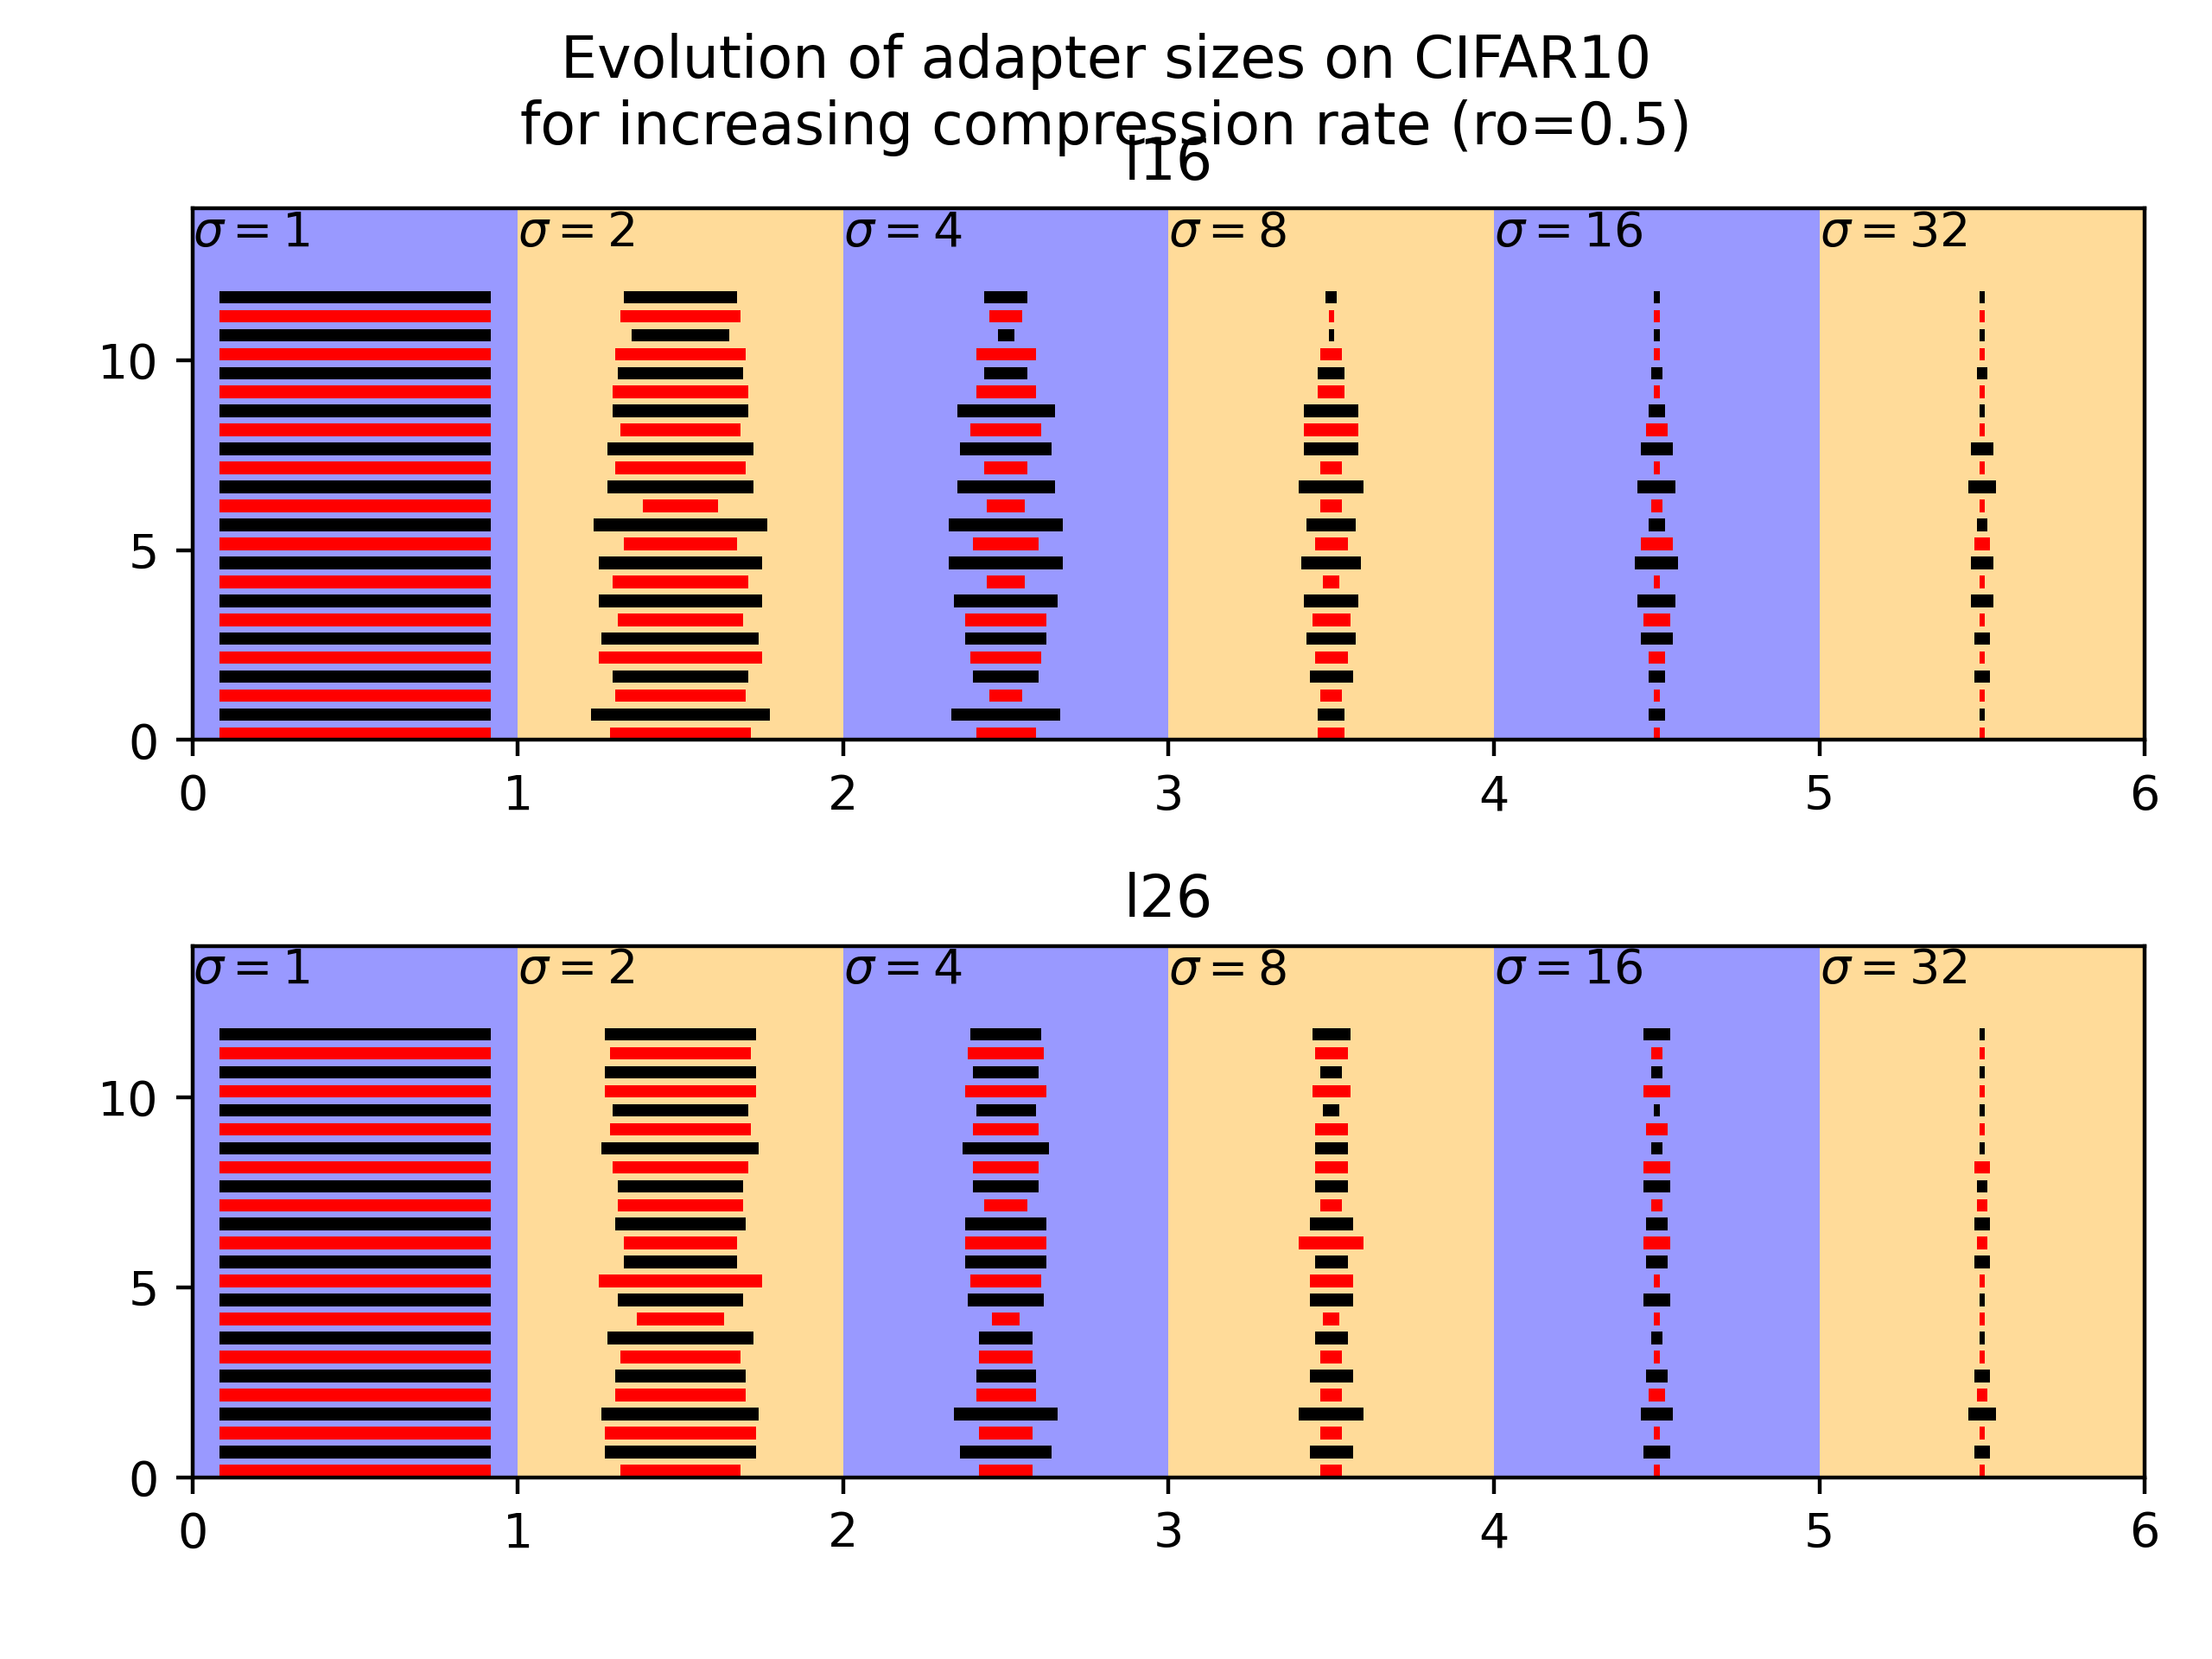 Evolution of adapter sizes on CIFAR10
for increasing compression rate (ro=0.5)
l16
σ = 1 σ = 2 σ = 4 σ = 8 σ = 16 σ = 32
10
5
0
0 1 2 3 4 5 6
l26
σ = 1 σ = 2 σ = 4 σ = 8 σ = 16 σ = 32
10
5
0
0 1 2 3 4 5 6